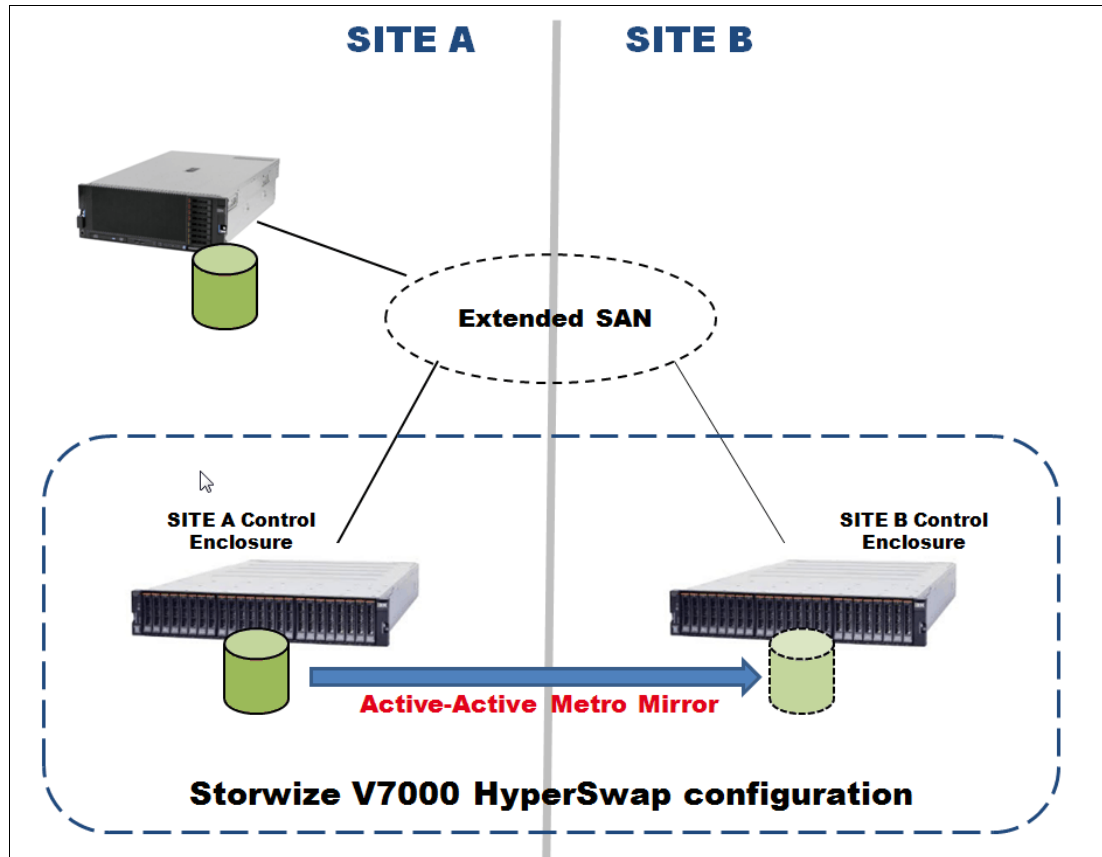 SITE A
SITE B
Extended SAN
SITE A Control
Enclosure
SITE B Control
Enclosure
Active-Active Metro Mirror
Storwize V7000 HyperSwap configuration